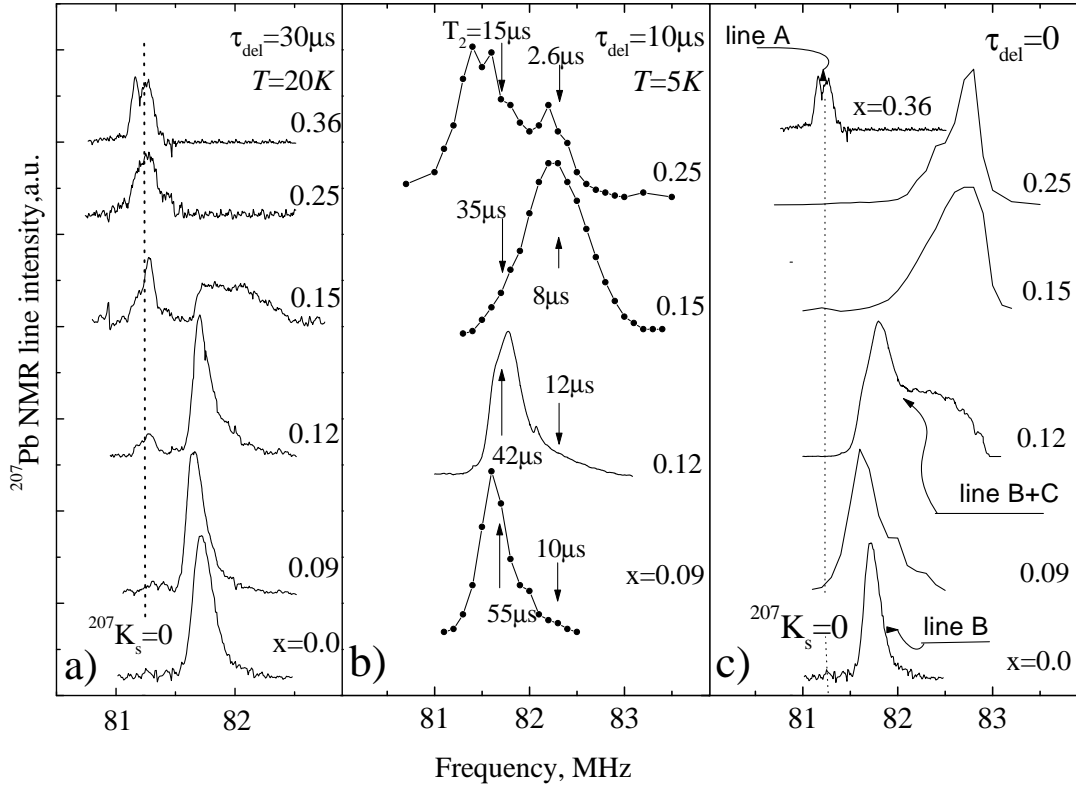 ²⁰⁷Pb NMR line intensity,a.u.
τdel=30μs
T=20K
0.36
0.25
0.15
0.12
0.09
²⁰⁷Ks=0
x=0.0
a)
81
82
T₂=15μs
τdel=10μs
2.6μs
T=5K
0.25
35μs
8μs
0.15
12μs
42μs
0.12
10μs
x=0.09
55μs
b)
81
82
83
line A
τdel=0
x=0.36
0.25
0.15
0.12
line B+C
0.09
²⁰⁷Ks=0
line B
x=0.0
c)
81
82
83
Frequency, MHz